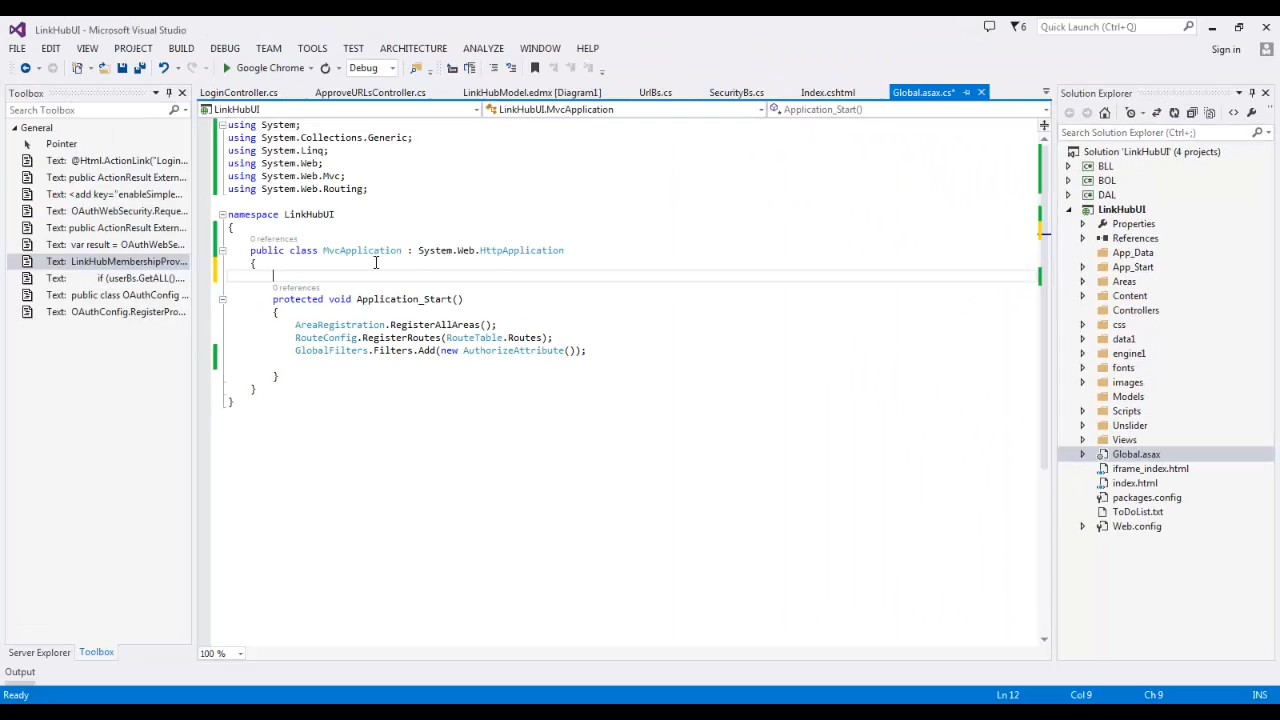 LinkHubUI - Microsoft Visual Studio
6
Quick Launch (Ctrl+Q)
FILE EDIT VIEW PROJECT BUILD DEBUG TEAM TOOLS TEST ARCHITECTURE ANALYZE WINDOW HELP
Sign in
Google Chrome
Debug
Toolbox
Search Toolbox
General
Pointer
Text: @Html.ActionLink("Login...
Text: public ActionResult Extern...
Text: <add key="enableSimple...
Text: OAuthWebSecurity.Reque...
Text: public ActionResult Extern...
Text: var result = OAuthWebSe...
Text: LinkHubMembershipProv...
Text: if (userBs.GetALL()....
Text: public class OAuthConfig ...
Text: OAuthConfig.RegisterPro...
Server Explorer
Toolbox
Output
LoginController.cs
ApproveURLsController.cs
LinkHubModel.edmx [Diagram1]
UrlBs.cs
SecurityBs.cs
Index.cshtml
Global.asax.cs*
LinkHubUI
LinkHubUI.MvcApplication
Application_Start()
using System;
using System.Collections.Generic;
using System.Linq;
using System.Web;
using System.Web.Mvc;
using System.Web.Routing;
namespace LinkHubUI
{
0 references
public class MvcApplication : System.Web.HttpApplication
{
0 references
protected void Application_Start()
{
AreaRegistration.RegisterAllAreas();
RouteConfig.RegisterRoutes(RouteTable.Routes);
GlobalFilters.Filters.Add(new AuthorizeAttribute());
}
}
}
100 %
Solution Explorer
Search Solution Explorer (Ctrl+;)
Solution 'LinkHubUI' (4 projects)
BLL
BOL
DAL
LinkHubUI
Properties
References
App_Data
App_Start
Areas
Content
Controllers
css
data1
engine1
fonts
images
Models
Scripts
Unslider
Views
Global.asax
iframe_index.html
index.html
packages.config
ToDoList.txt
Web.config
Ready
Ln 12
Col 9
Ch 9
INS